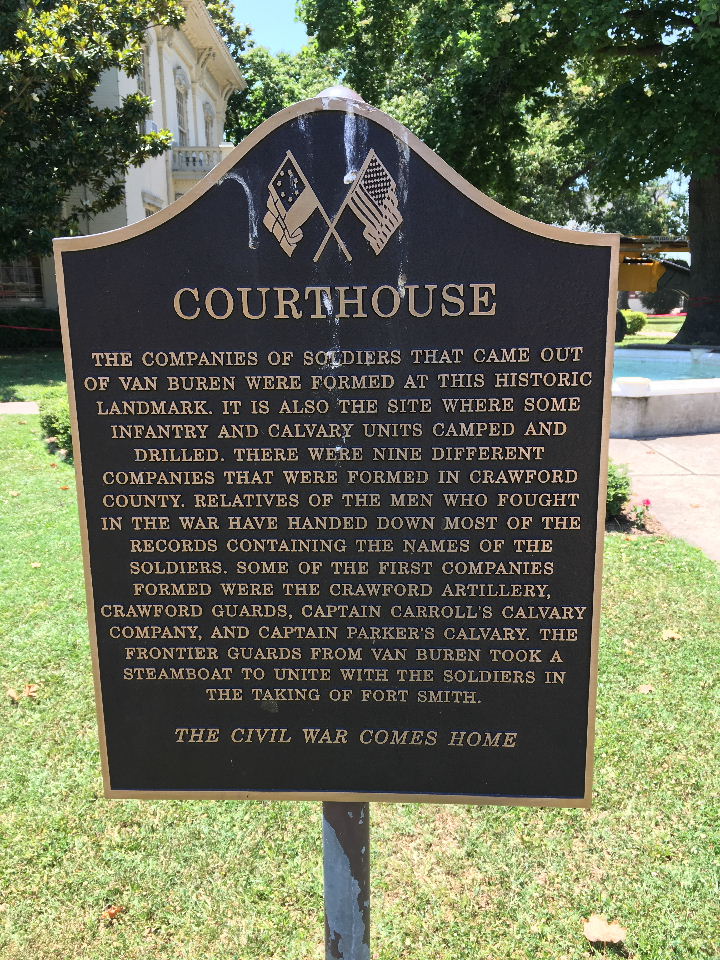 COURTHOUSE
THE COMPANIES OF SOLDIERS THAT CAME OUT
OF VAN BUREN WERE FORMED AT THIS HISTORIC
LANDMARK. IT IS ALSO THE SITE WHERE SOME
INFANTRY AND CALVARY UNITS CAMPED AND
DRILLED. THERE WERE NINE DIFFERENT
COMPANIES THAT WERE FORMED IN CRAWFORD
COUNTY. RELATIVES OF THE MEN WHO FOUGHT
IN THE WAR HAVE HANDED DOWN MOST OF THE
RECORDS CONTAINING THE NAMES OF THE
SOLDIERS. SOME OF THE FIRST COMPANIES
FORMED WERE THE CRAWFORD ARTILLERY,
CRAWFORD GUARDS, CAPTAIN CARROLL'S CALVARY
COMPANY, AND CAPTAIN PARKER'S CALVARY. THE
FRONTIER GUARDS FROM VAN BUREN TOOK A
STEAMBOAT TO UNITE WITH THE SOLDIERS IN
THE TAKING OF FORT SMITH.
THE CIVIL WAR COMES HOME